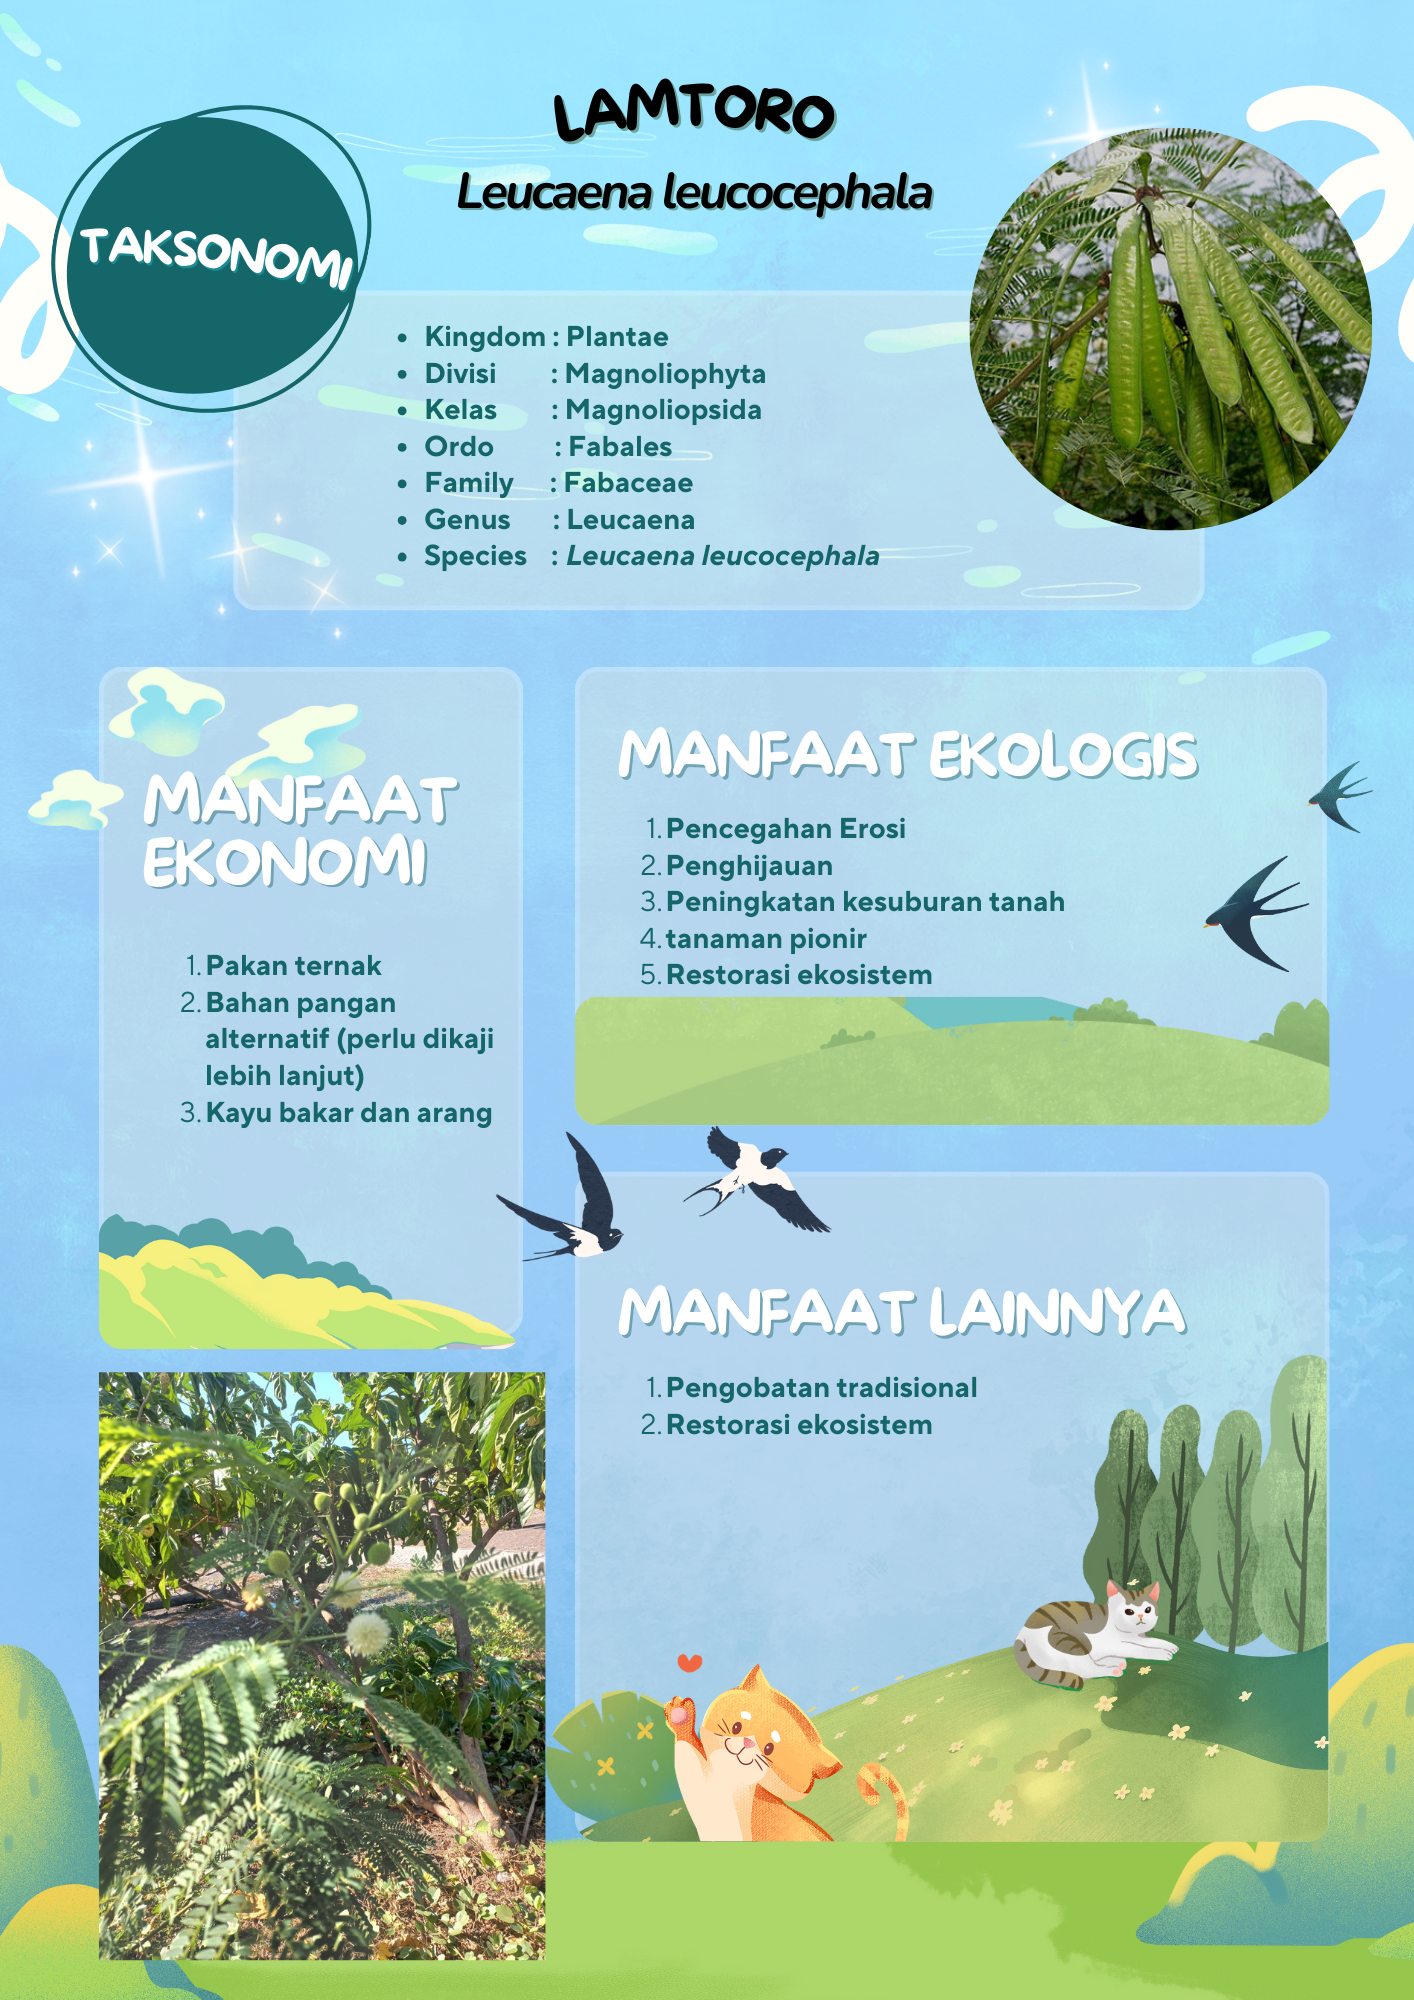 LAMTORO
Leucaena leucocephala
TAKSONOMI
• Kingdom : Plantae
• Divisi : Magnoliophyta
• Kelas : Magnoliopsida
• Ordo : Fabales
• Family : Fabaceae
• Genus : Leucaena
• Species : Leucaena leucocephala
MANFAAT
EKONOMI
1. Pakan ternak
2. Bahan pangan
alternatif (perlu dikaji
lebih lanjut)
3. Kayu bakar dan arang
MANFAAT EKOLOGIS
1. Pencegahan Erosi
2. Penghijauan
3. Peningkatan kesuburan tanah
4. tanaman pionir
5. Restorasi ekosistem
MANFAAT LAINNYA
1. Pengobatan tradisional
2. Restorasi ekosistem